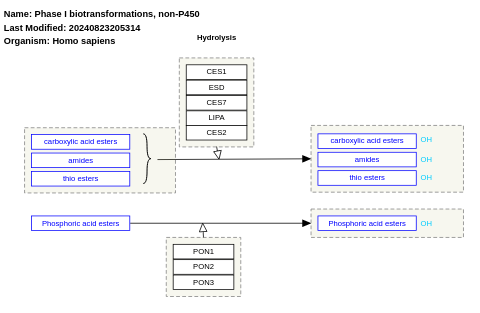 Name: Phase I biotransformations, non-P450
Last Modified: 20240823205314
Organism: Homo sapiens
Hydrolysis
CES1
ESD
CES7
LIPA
CES2
carboxylic acid esters
amides
thio esters
carboxylic acid esters OH
amides OH
thio esters OH
Phosphoric acid esters
Phosphoric acid esters OH
PON1
PON2
PON3